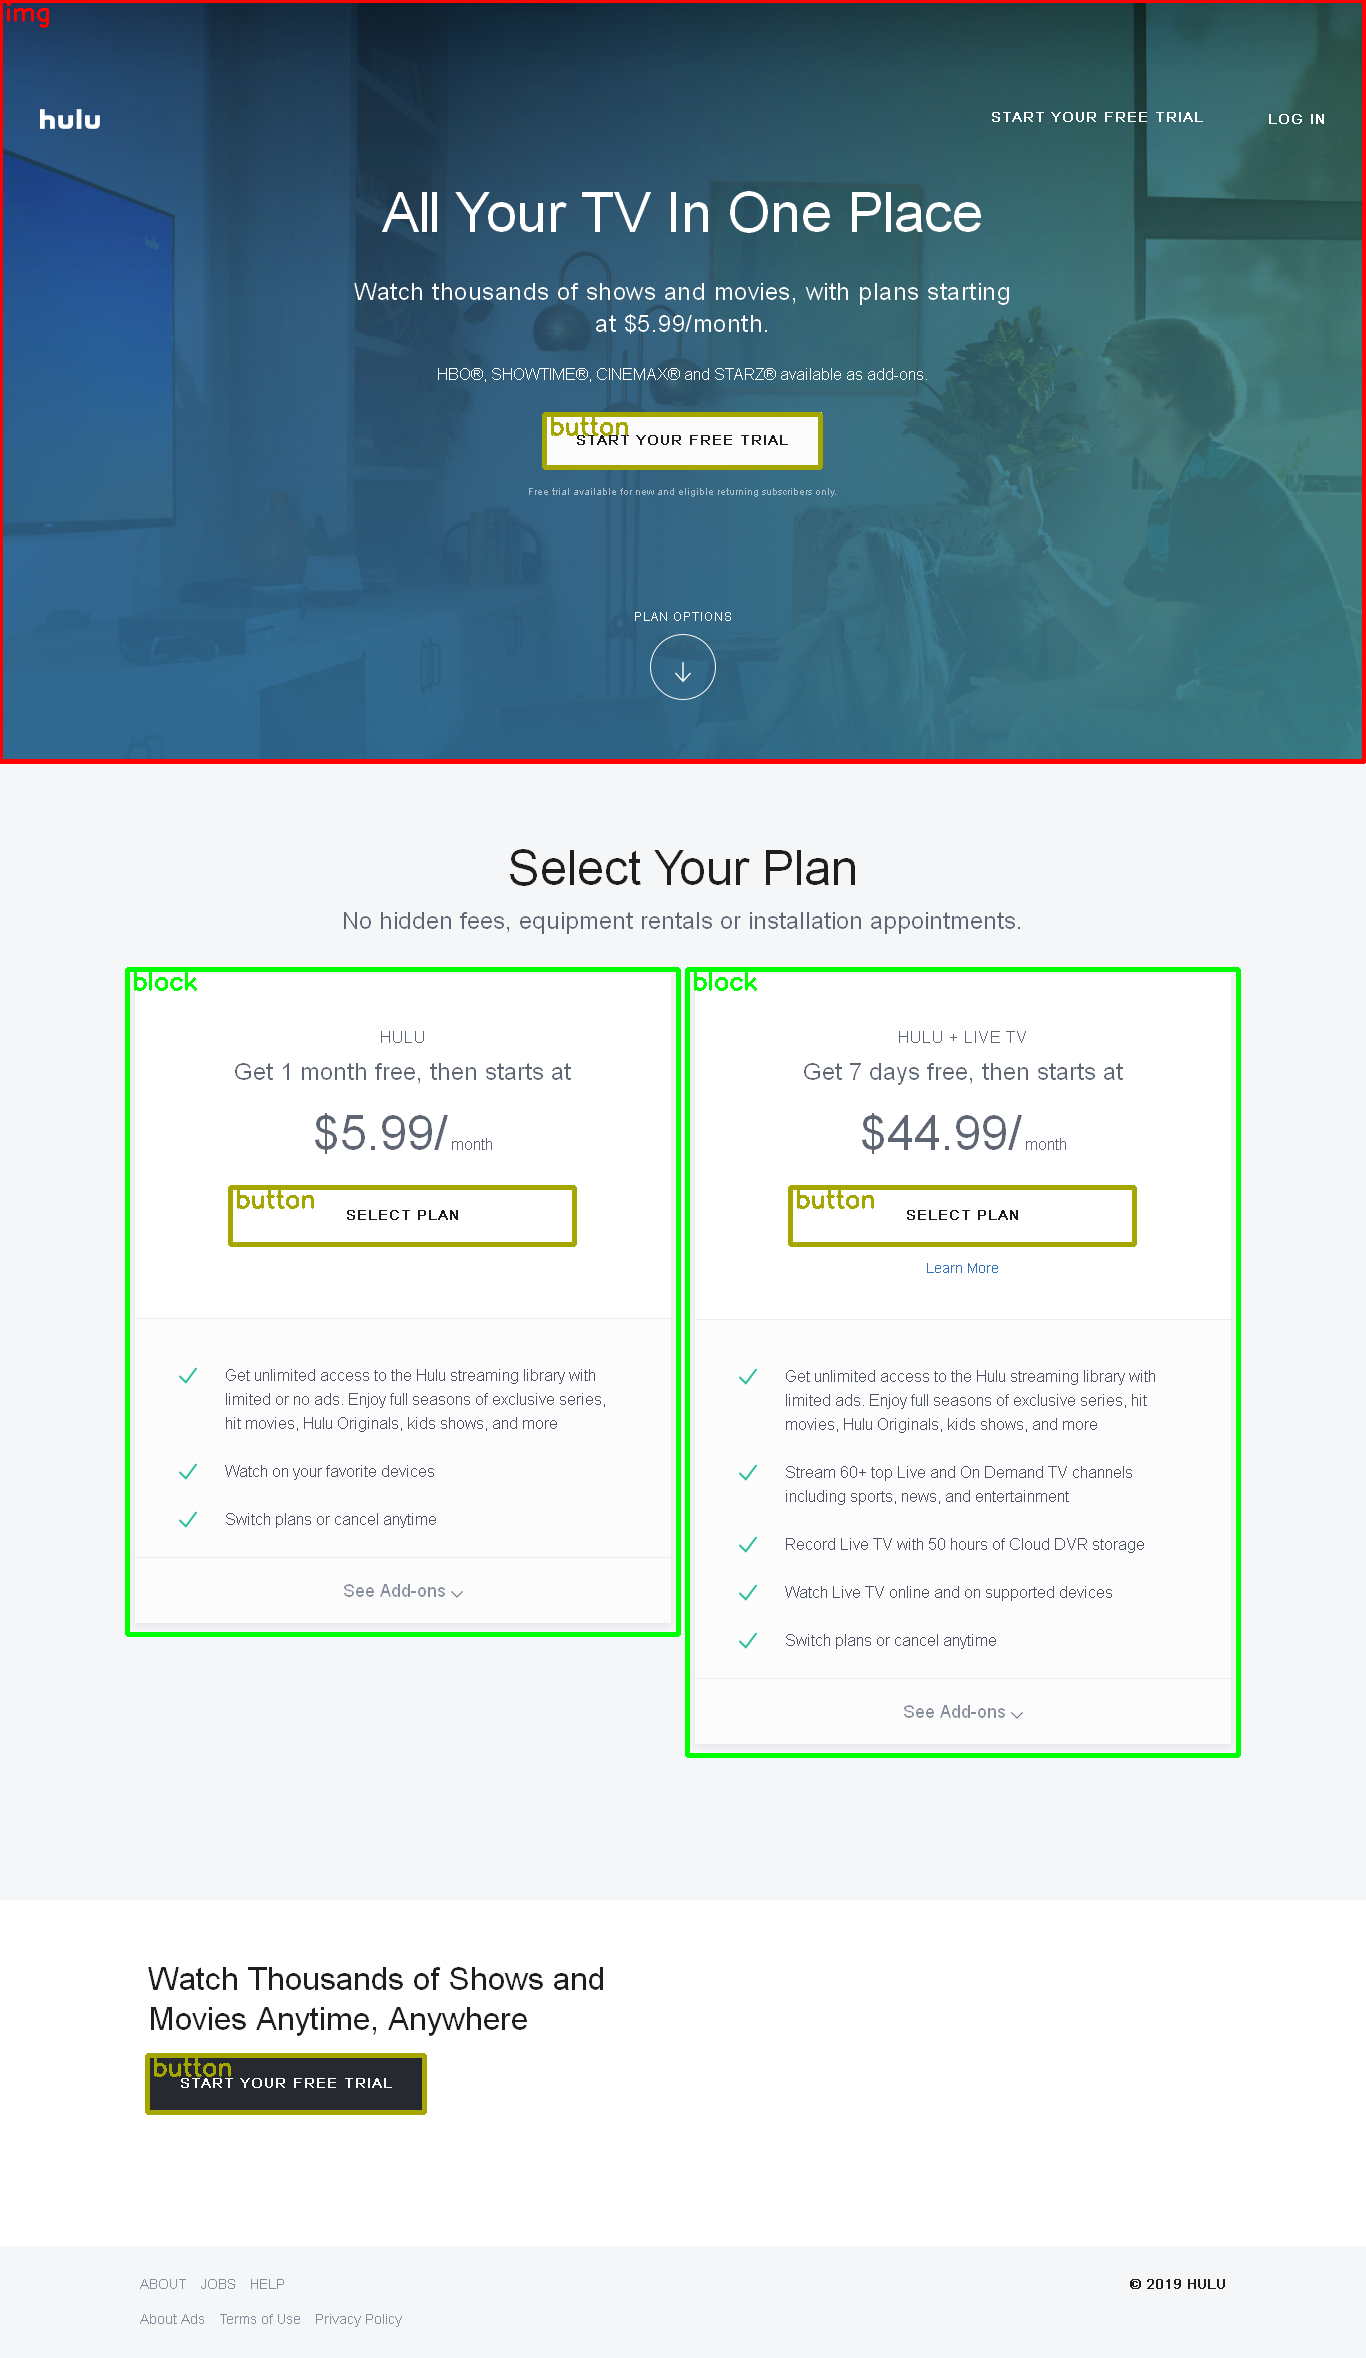 img
hulu
START YOUR FREE TRIAL
LOG IN
All Your TV In One Place
Watch thousands of shows and movies, with plans starting
at $5.99/month.
HBO®, SHOWTIME®, CINEMAX® and STARZ® available as add-ons.
button
START YOUR FREE TRIAL
Free trial available for new and eligible returning subscribers only.
PLAN OPTIONS
Select Your Plan
No hidden fees, equipment rentals or installation appointments.
block
HULU
Get 1 month free, then starts at
$5.99/ month
button
SELECT PLAN
Get unlimited access to the Hulu streaming library with
limited or no ads. Enjoy full seasons of exclusive series,
hit movies, Hulu Originals, kids shows, and more
Watch on your favorite devices
Switch plans or cancel anytime
See Add-ons
block
HULU + LIVE TV
Get 7 days free, then starts at
$44.99/ month
button
SELECT PLAN
Learn More
Get unlimited access to the Hulu streaming library with
limited ads. Enjoy full seasons of exclusive series, hit
movies, Hulu Originals, kids shows, and more
Stream 60+ top Live and On Demand TV channels
including sports, news, and entertainment
Record Live TV with 50 hours of Cloud DVR storage
Watch Live TV online and on supported devices
Switch plans or cancel anytime
See Add-ons
Watch Thousands of Shows and
Movies Anytime, Anywhere
button
START YOUR FREE TRIAL
ABOUT JOBS HELP
© 2019 HULU
About Ads Terms of Use Privacy Policy